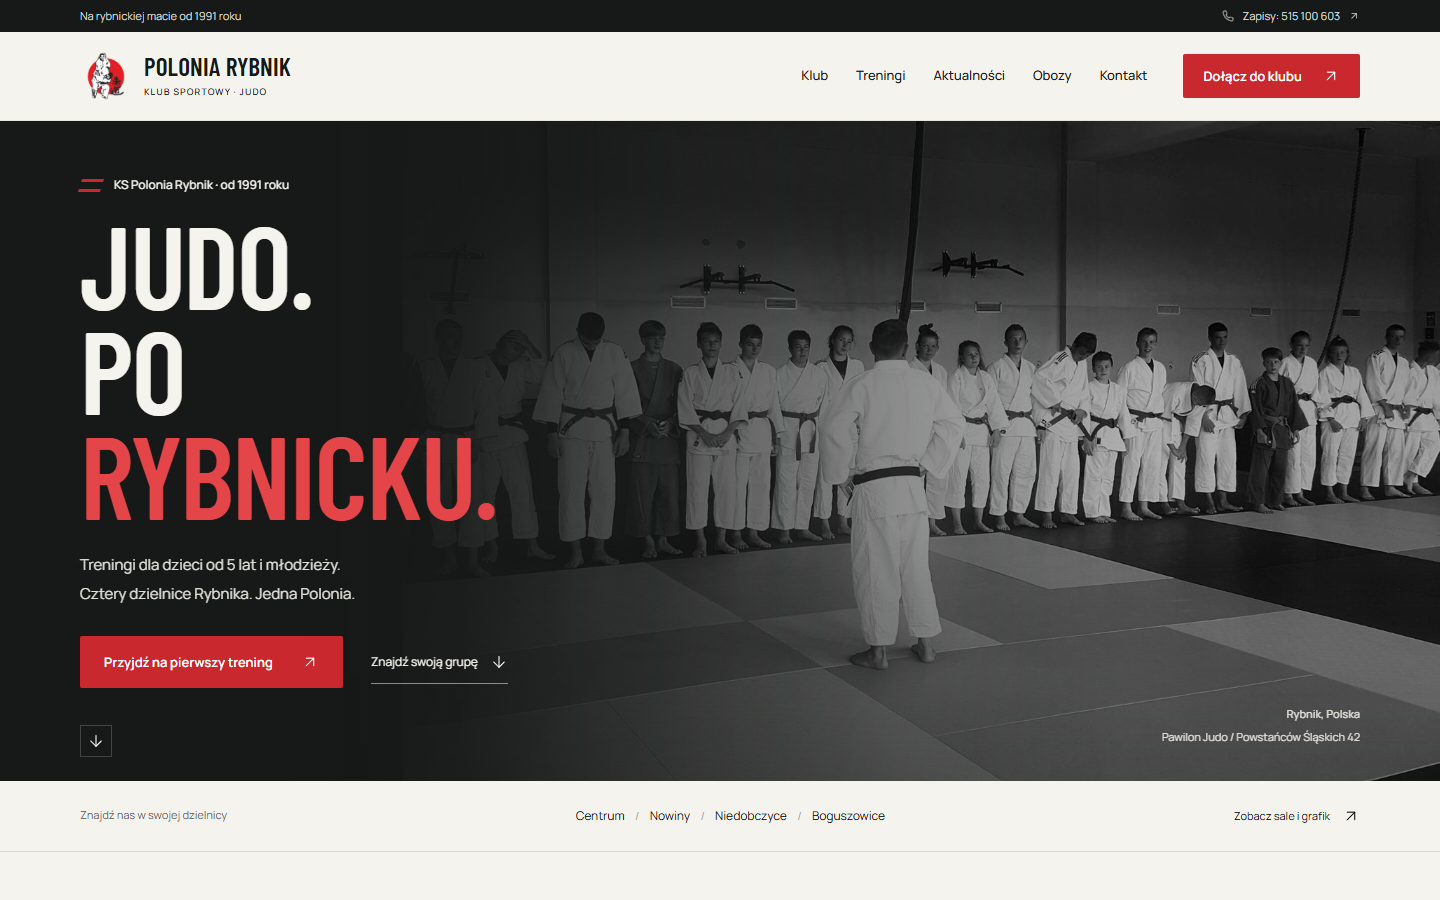 Na rybnickiej macie od 1991 roku
Zapisy: 515 100 603
POLONIA RYBNIK
KLUB SPORTOWY · JUDO
Klub
Treningi
Aktualności
Obozy
Kontakt
Dołącz do klubu
KS Polonia Rybnik · od 1991 roku
JUDO.
PO
RYBNICKU.
Treningi dla dzieci od 5 lat i młodzieży.
Cztery dzielnice Rybnika. Jedna Polonia.
Przyjdź na pierwszy trening
Znajdź swoją grupę
Rybnik, Polska
Pawilon Judo / Powstańców Śląskich 42
Znajdź nas w swojej dzielnicy
Centrum / Nowiny / Niedobczyce / Boguszowice
Zobacz sale i grafik